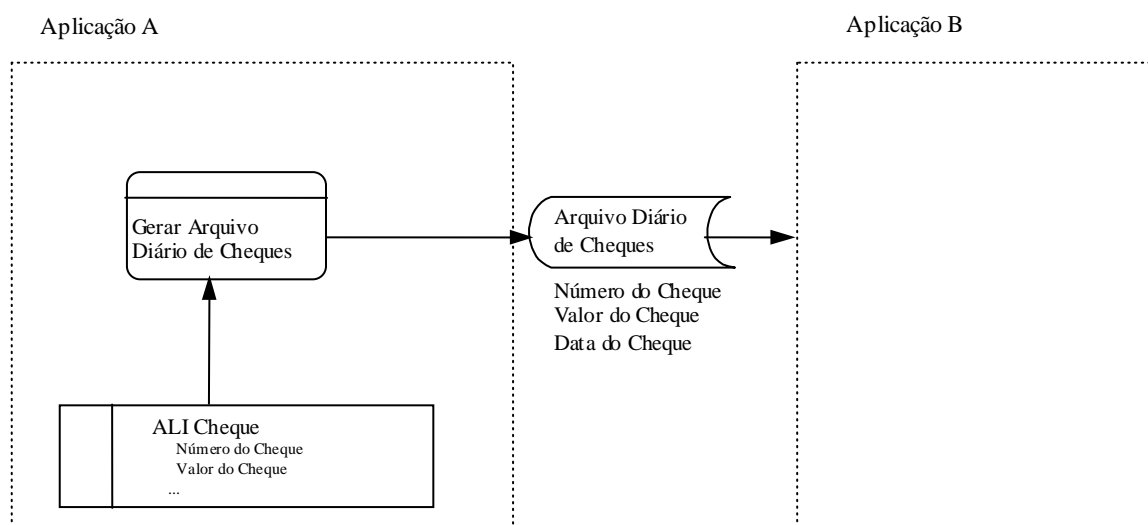 Aplicação A
Aplicação B
Gerar Arquivo
Diário de Cheques
Arquivo Diário
de Cheques
Número do Cheque
Valor do Cheque
Data do Cheque
ALI Cheque
Número do Cheque
Valor do Cheque
...